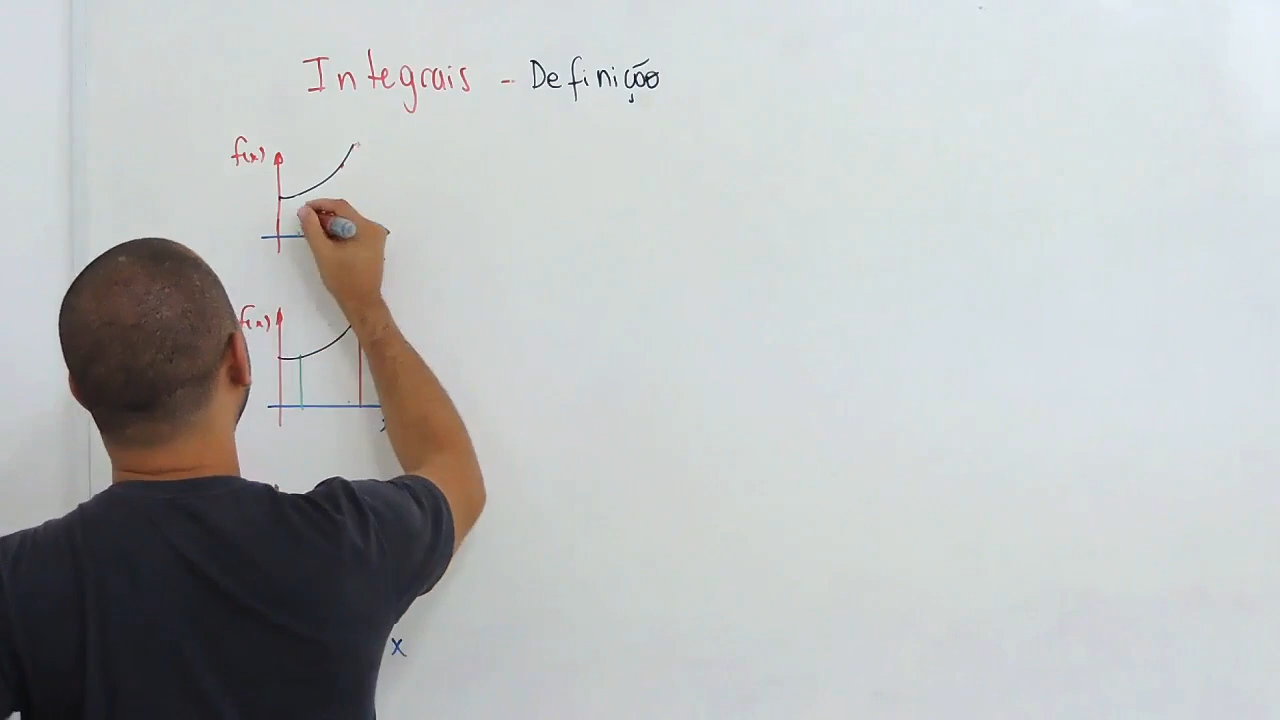 Integrais - Definição
f(x)
f(x)
x